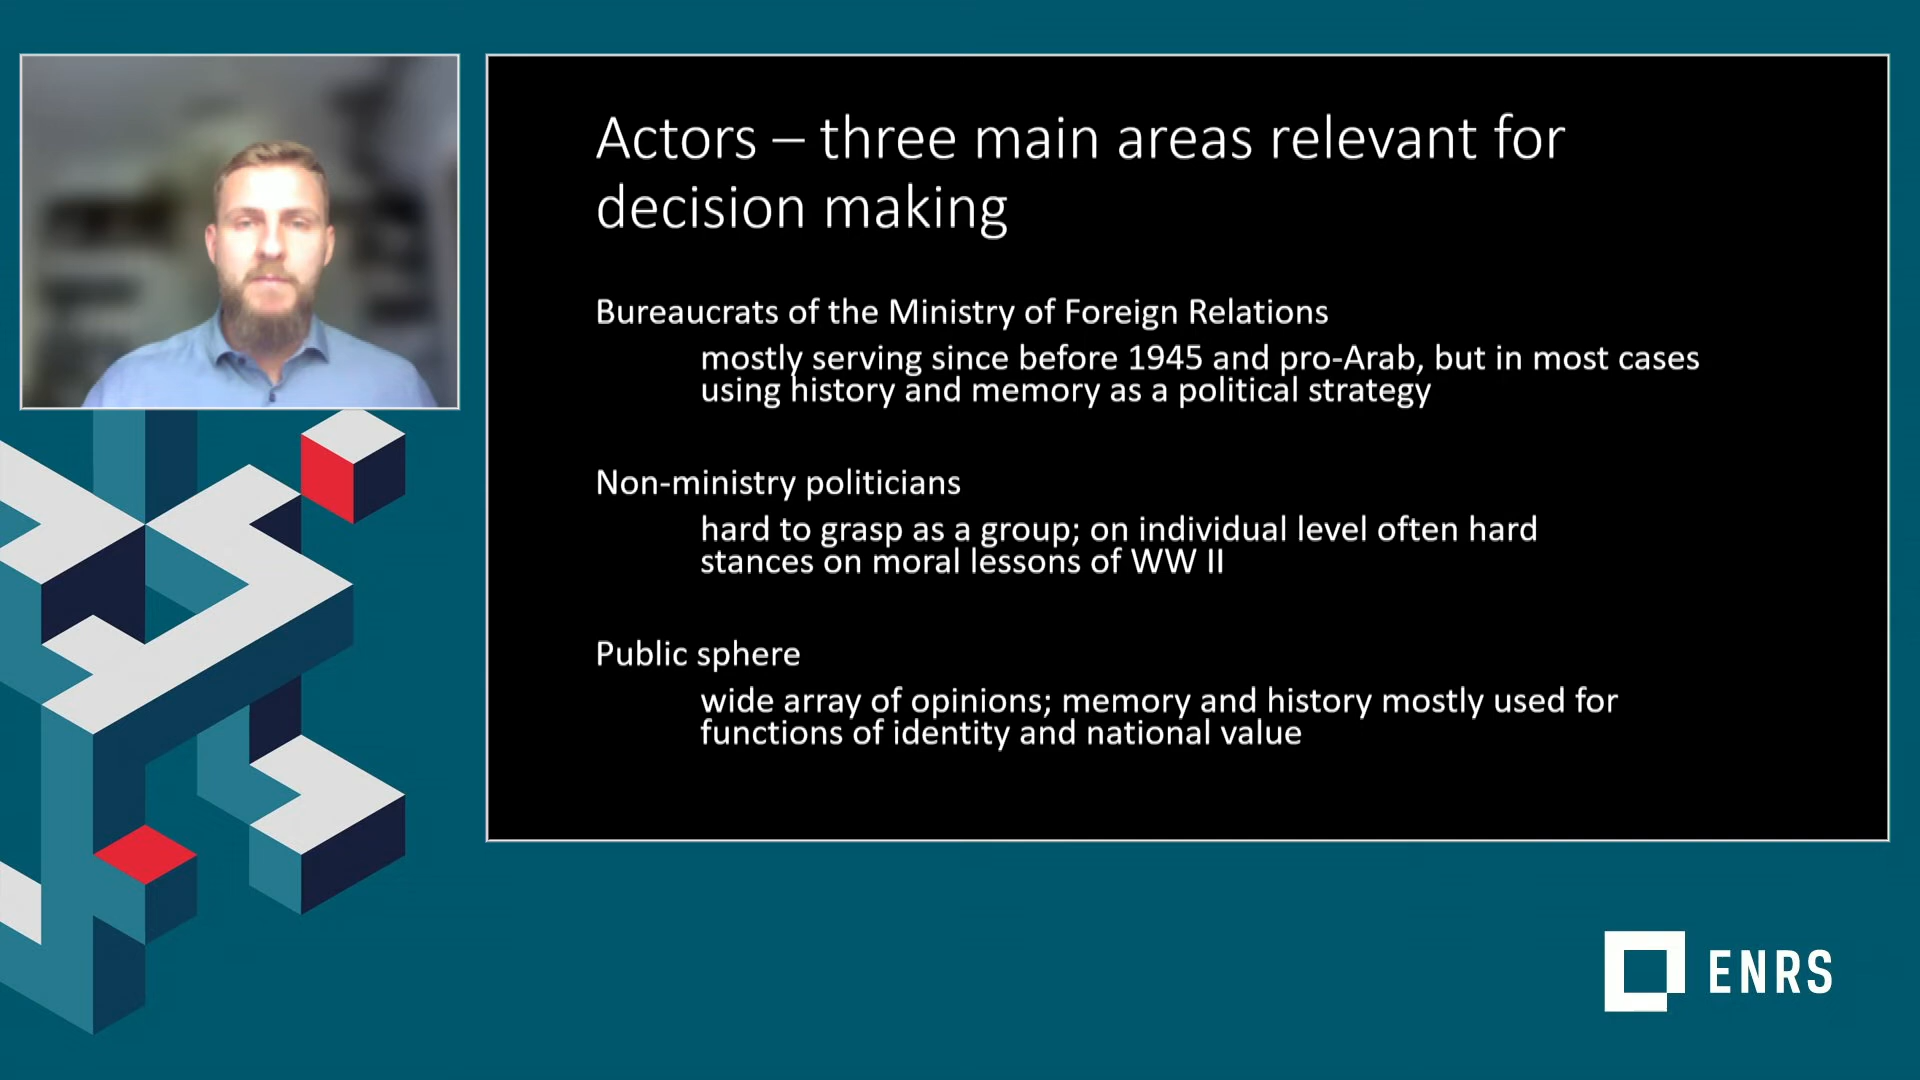 Actors – three main areas relevant for
decision making
Bureaucrats of the Ministry of Foreign Relations
mostly serving since before 1945 and pro-Arab, but in most cases
using history and memory as a political strategy
Non-ministry politicians
hard to grasp as a group; on individual level often hard
stances on moral lessons of WW II
Public sphere
wide array of opinions; memory and history mostly used for
functions of identity and national value
ENRS